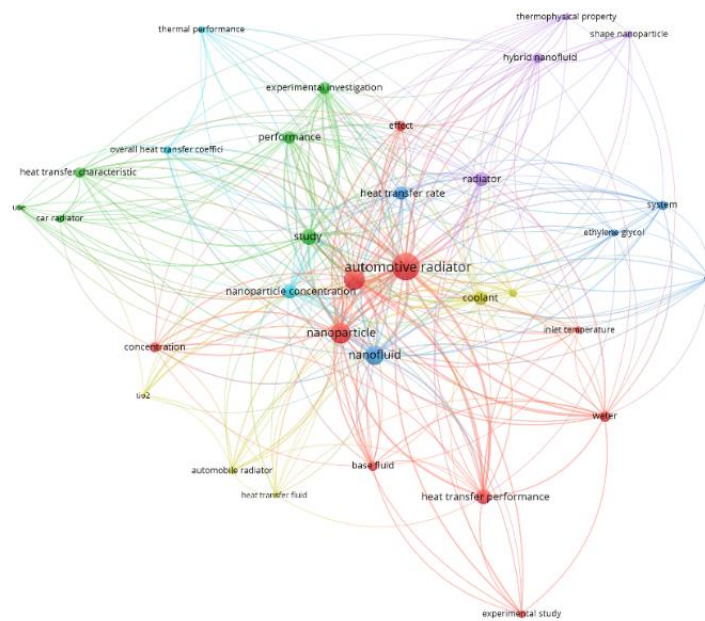 thermophysical property
thermal performance
shape nanoparticle
hybrid nanofluid
experimental investigation
effect
performance
overall heat transfer coeffici
heat transfer characteristic
radiator
heat transfer rate
use
system
car radiator
ethylene glycol
study
automotive radiator
nanoparticle concentration
coolant
nanoparticle
inlet temperature
concentration
nanofluid
tio2
water
base fluid
automobile radiator
heat transfer fluid
heat transfer performance
experimental study